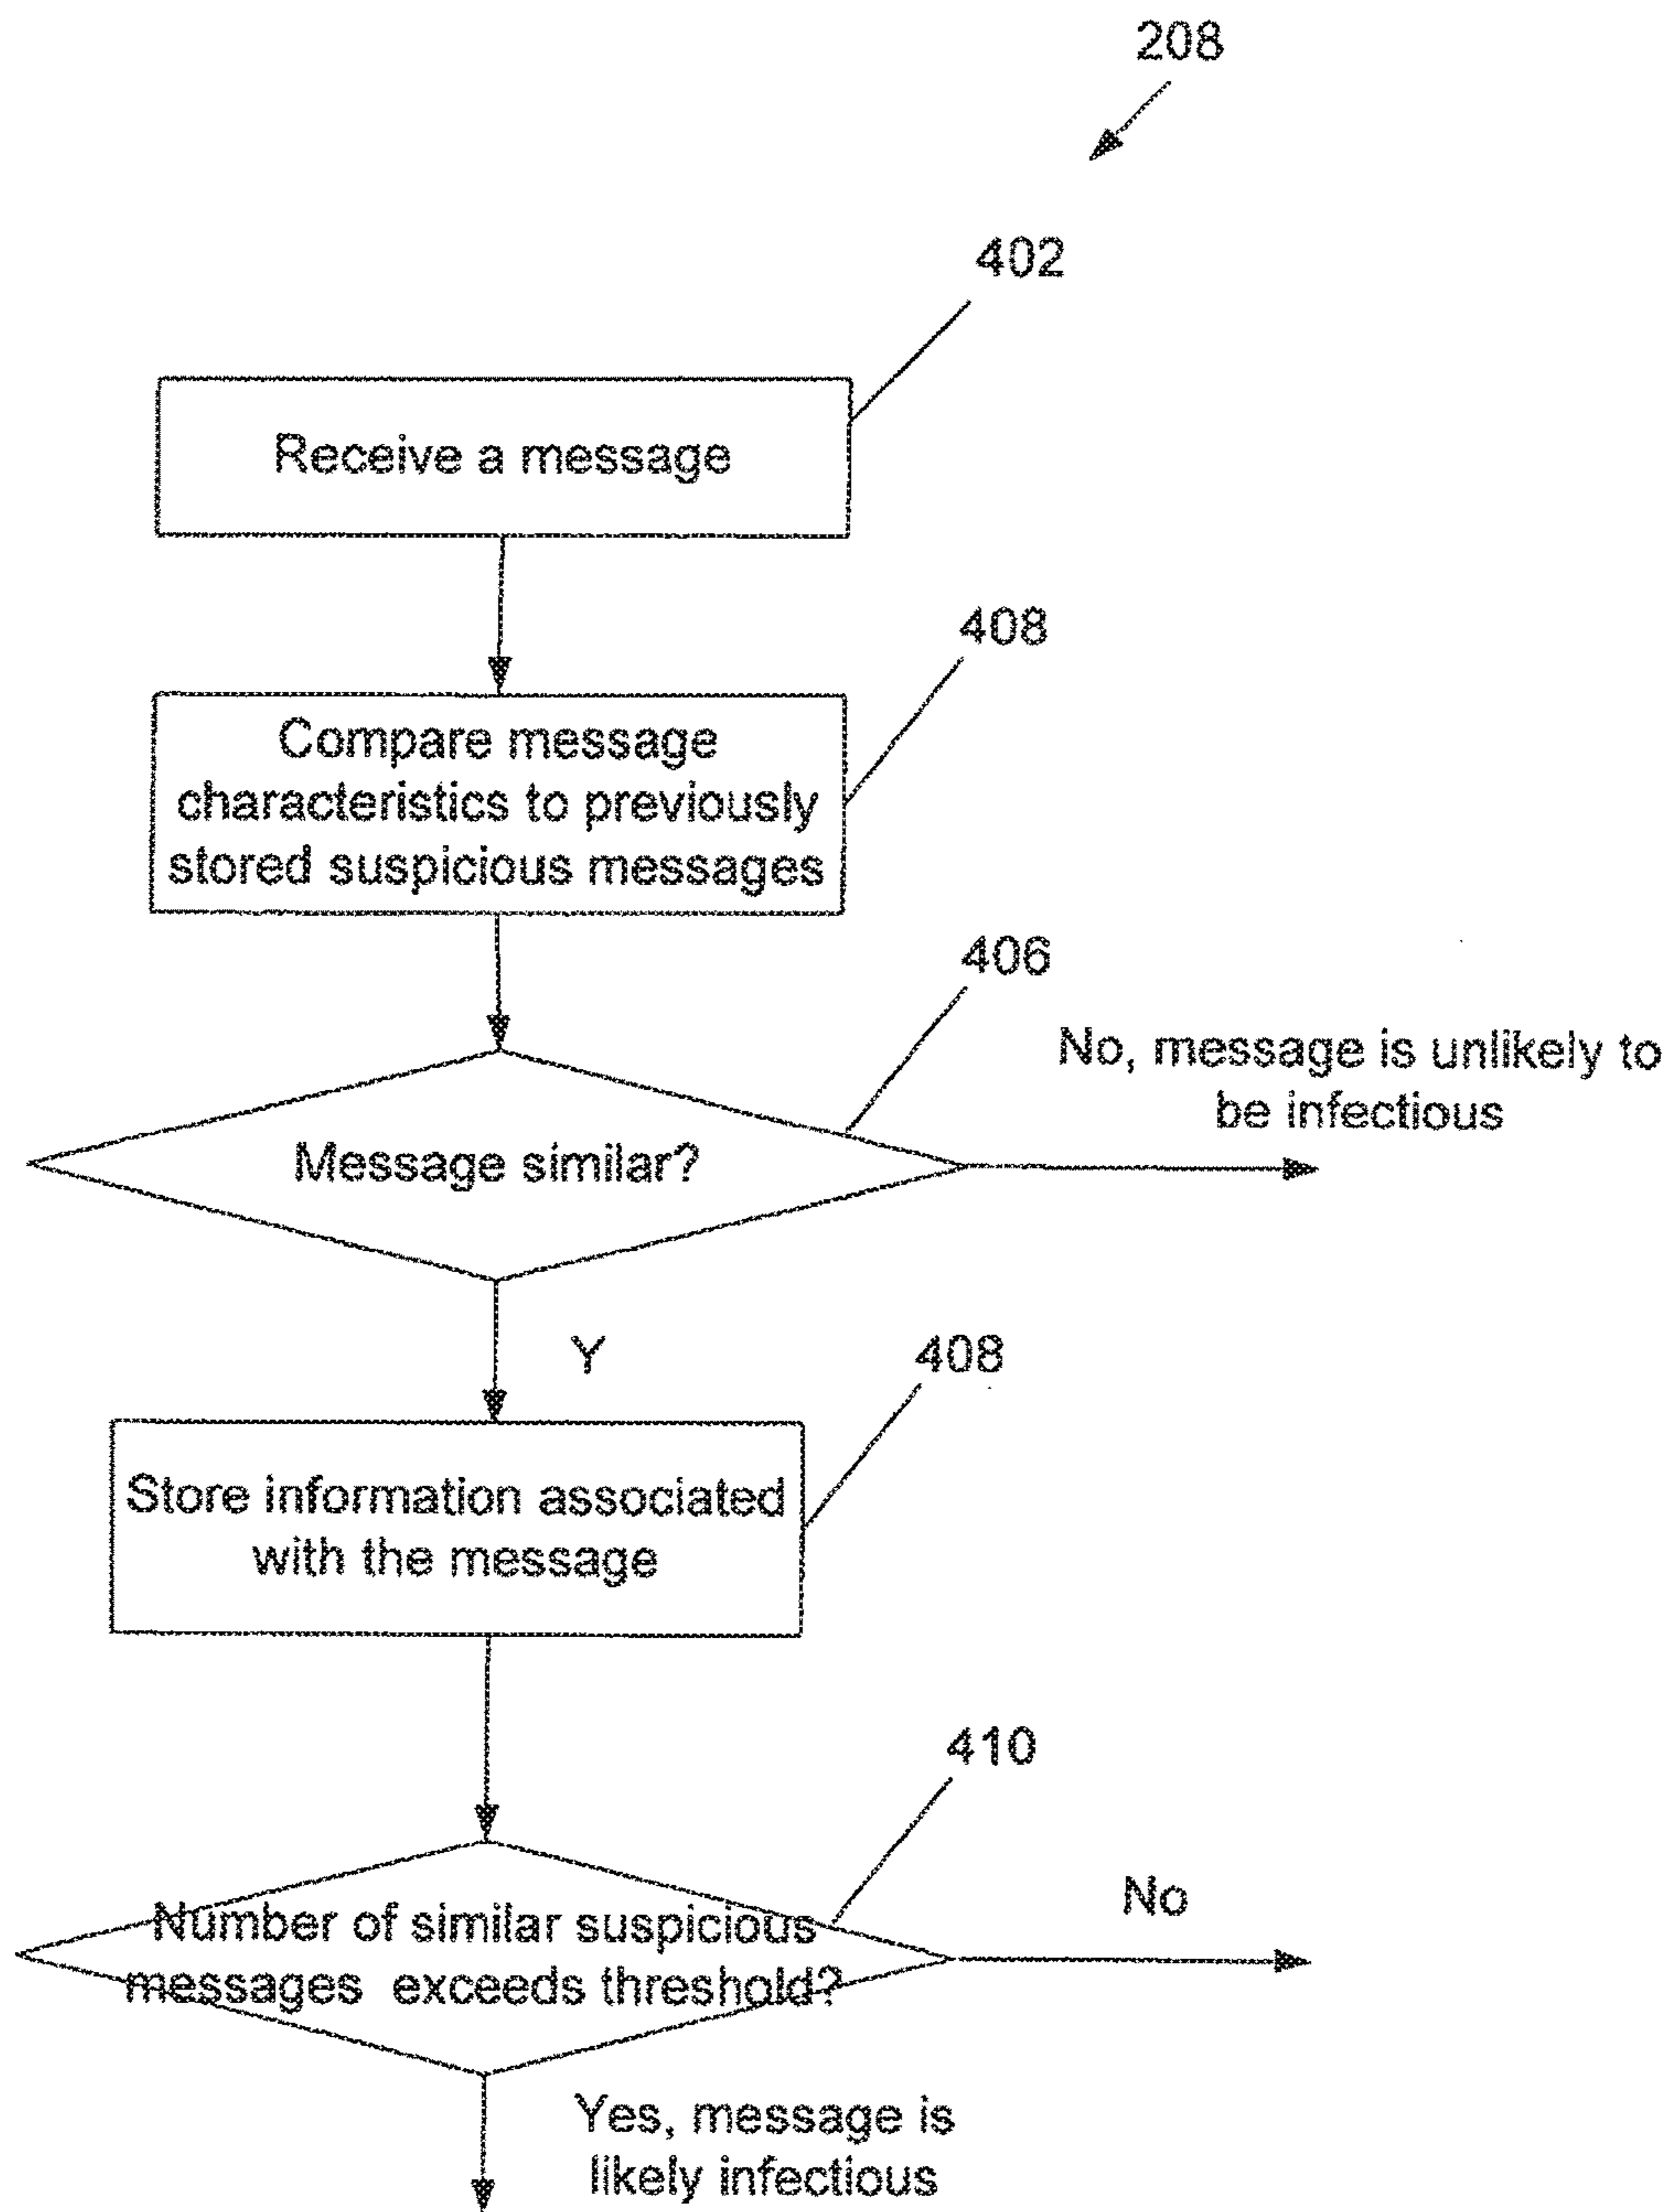 208
402
Receive a message
408
Compare message
characteristics to previously
stored suspicious messages
406
No, message is unlikely to
be infectious
Message similar?
Y
408
Store information associated
with the message
410
No
Number of similar suspicious
messages exceeds threshold?
Yes, message is
likely infectious